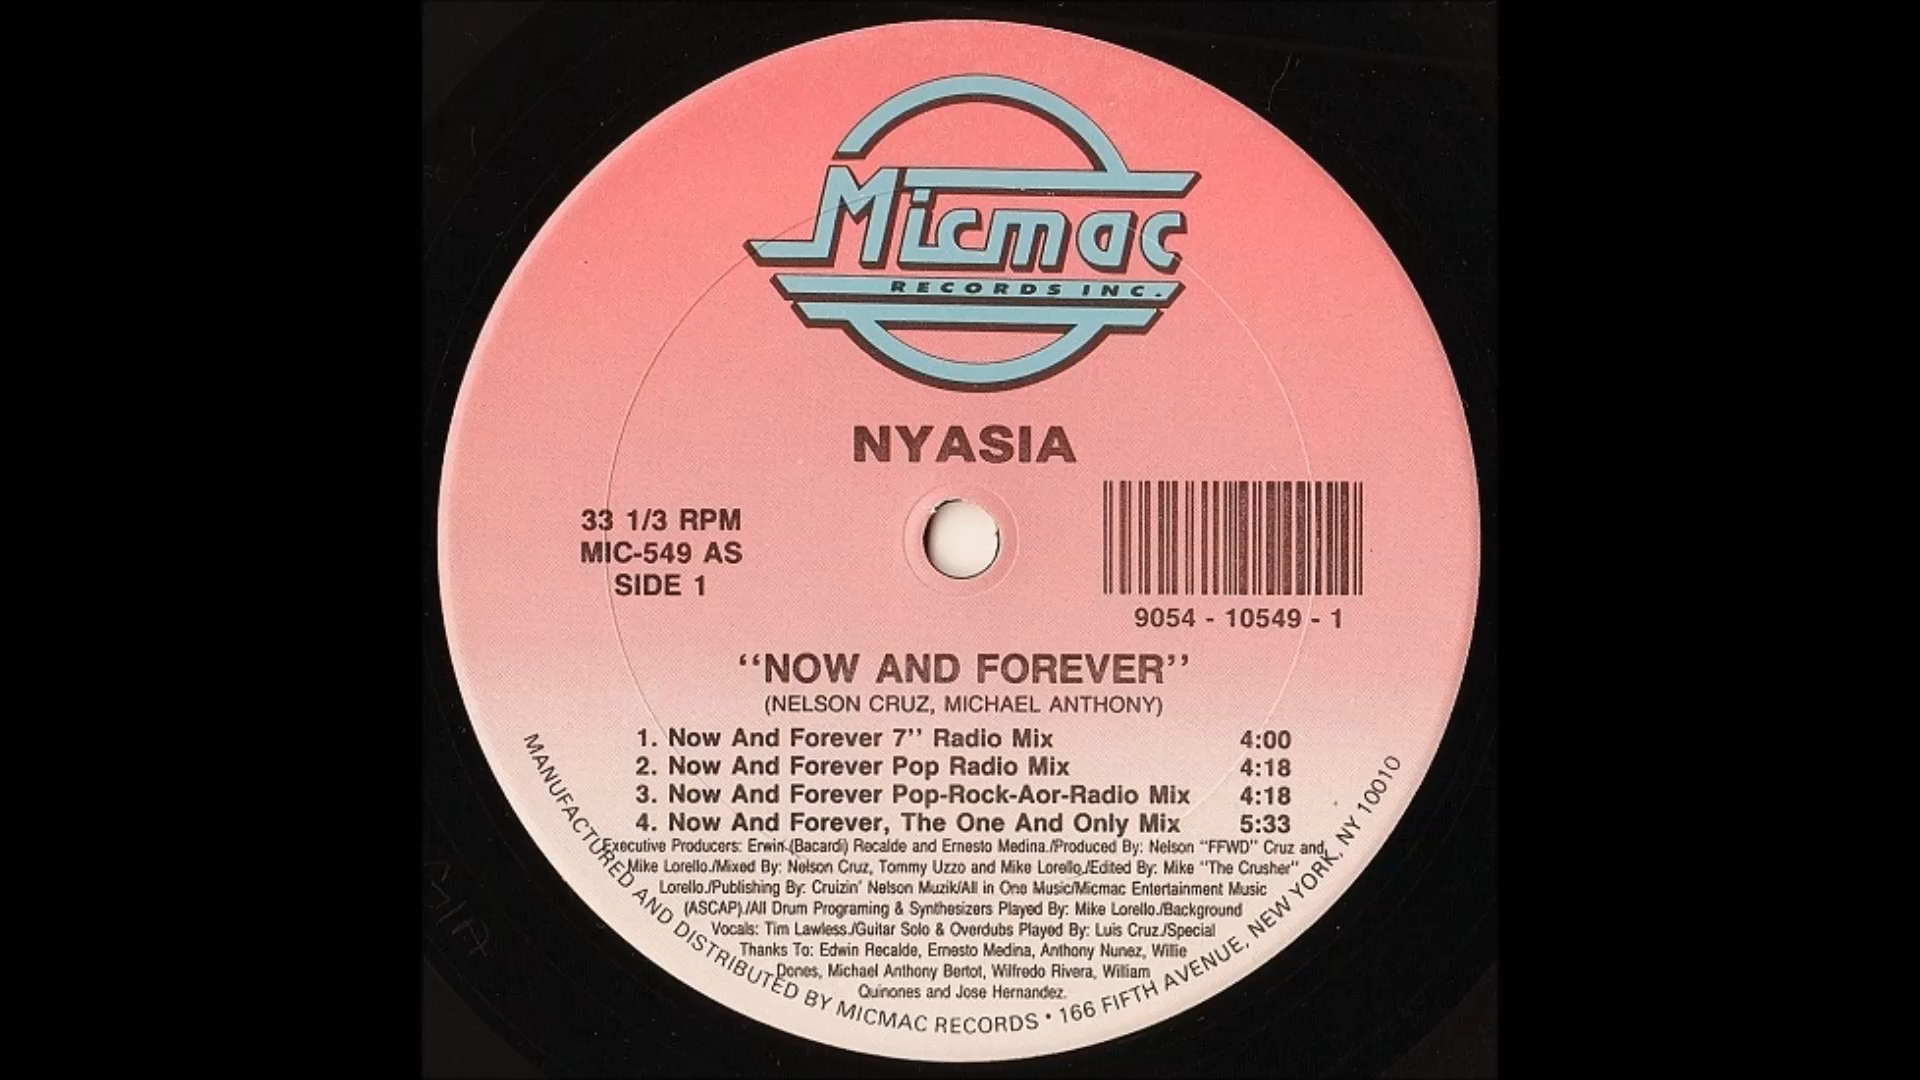 Micmac
RECORDS INC.
NYASIA
33 1/3 RPM
MIC-549 AS
SIDE 1
9054 - 10549 - 1
‘‘NOW AND FOREVER’’
(NELSON CRUZ, MICHAEL ANTHONY)
1. Now And Forever 7’’ Radio Mix 4:00
2. Now And Forever Pop Radio Mix 4:18
3. Now And Forever Pop-Rock-Aor-Radio Mix 4:18
4. Now And Forever, The One And Only Mix 5:33
Executive Producers: Erwin (Bacardi) Recalde and Ernesto Medina./Produced By: Nelson ‘‘FFWD’’ Cruz and
Mike Lorello./Mixed By: Nelson Cruz, Tommy Uzzo and Mike Lorello./Edited By: Mike ‘‘The Crusher’’
Lorello./Publishing By: Cruizin’ Nelson Muzik/All in One Music/Micmac Entertainment Music
(ASCAP)./All Drum Programing & Synthesizers Played By: Mike Lorello./Background
Vocals: Tim Lawless./Guitar Solo & Overdubs Played By: Luis Cruz./Special
Thanks To: Edwin Recalde, Ernesto Medina, Anthony Nunez, Willie
Dones, Michael Anthony Bertot, Wilfredo Rivera, William
Quinones and Jose Hernandez.
MANUFACTURED AND DISTRIBUTED BY MICMAC RECORDS • 166 FIFTH AVENUE, NEW YORK, NY 10010